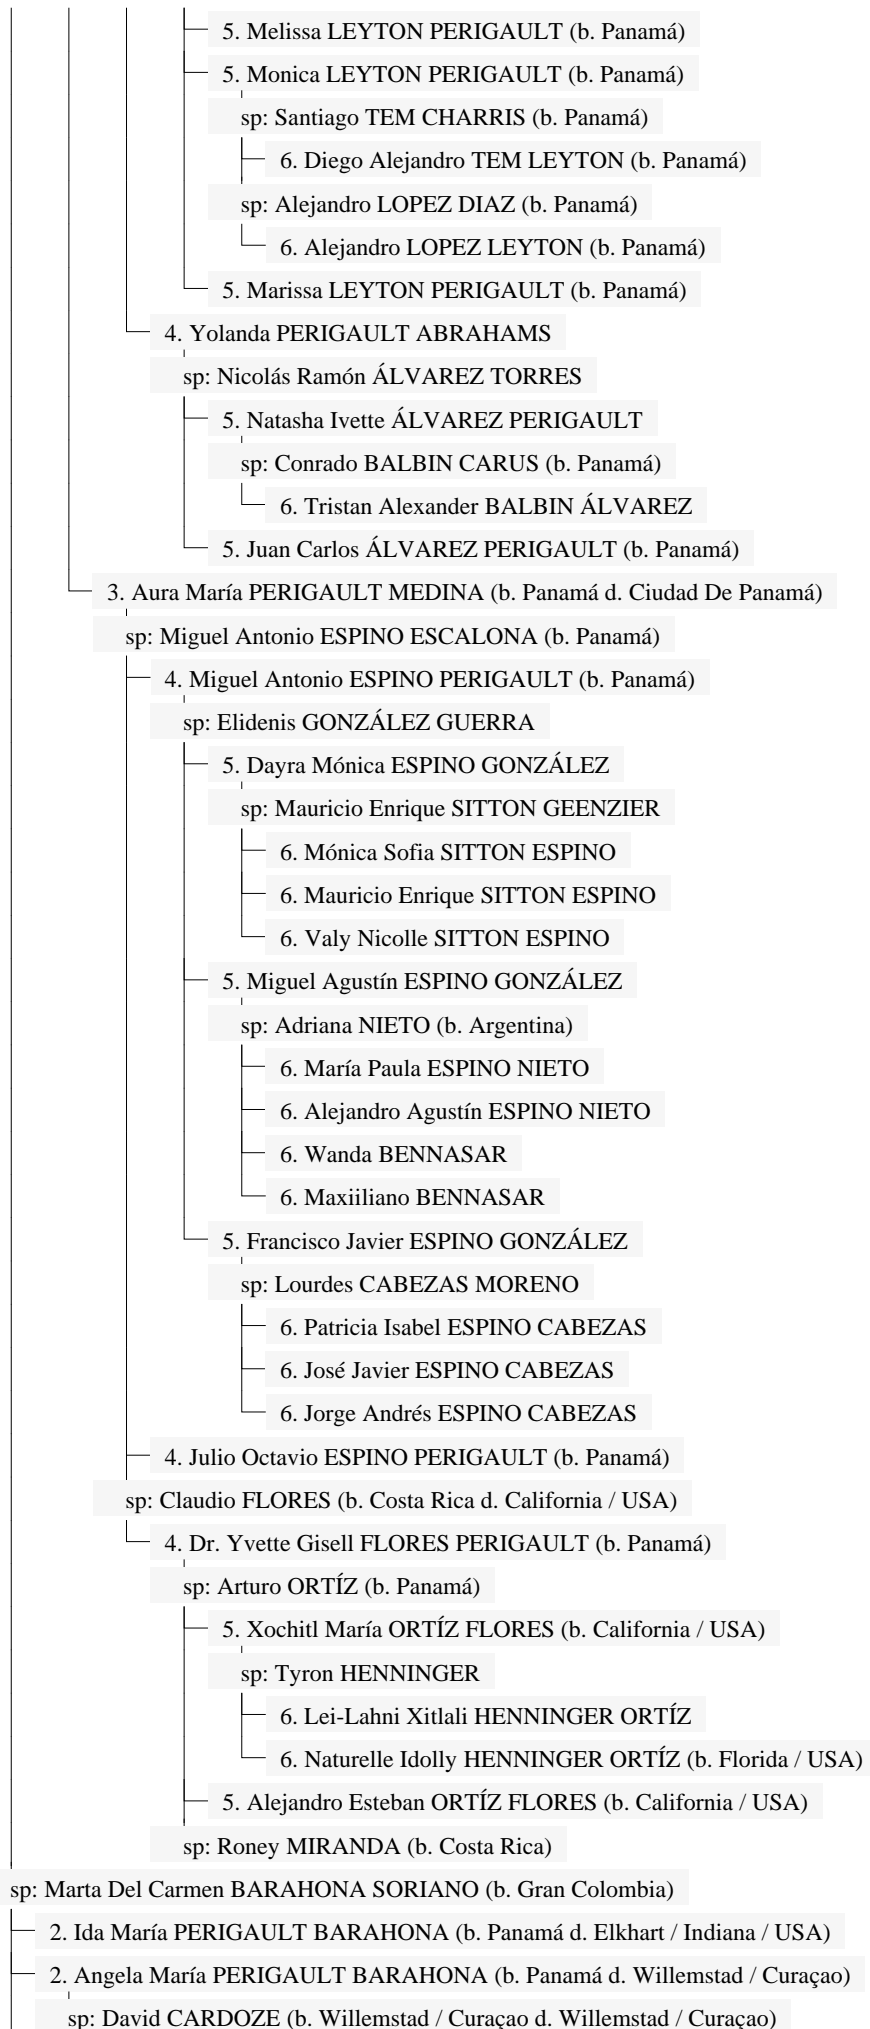 5. Melissa LEYTON PERIGAULT (b. Panamá)
5. Monica LEYTON PERIGAULT (b. Panamá)
sp: Santiago TEM CHARRIS (b. Panamá)
6. Diego Alejandro TEM LEYTON (b. Panamá)
sp: Alejandro LOPEZ DIAZ (b. Panamá)
6. Alejandro LOPEZ LEYTON (b. Panamá)
5. Marissa LEYTON PERIGAULT (b. Panamá)
4. Yolanda PERIGAULT ABRAHAMS
sp: Nicolás Ramón ÁLVAREZ TORRES
5. Natasha Ivette ÁLVAREZ PERIGAULT
sp: Conrado BALBIN CARUS (b. Panamá)
6. Tristan Alexander BALBIN ÁLVAREZ
5. Juan Carlos ÁLVAREZ PERIGAULT (b. Panamá)
3. Aura María PERIGAULT MEDINA (b. Panamá d. Ciudad De Panamá)
sp: Miguel Antonio ESPINO ESCALONA (b. Panamá)
4. Miguel Antonio ESPINO PERIGAULT (b. Panamá)
sp: Elidenis GONZÁLEZ GUERRA
5. Dayra Mónica ESPINO GONZÁLEZ
sp: Mauricio Enrique SITTON GEENZIER
6. Mónica Sofia SITTON ESPINO
6. Mauricio Enrique SITTON ESPINO
6. Valy Nicolle SITTON ESPINO
5. Miguel Agustín ESPINO GONZÁLEZ
sp: Adriana NIETO (b. Argentina)
6. María Paula ESPINO NIETO
6. Alejandro Agustín ESPINO NIETO
6. Wanda BENNASAR
6. Maxiiliano BENNASAR
5. Francisco Javier ESPINO GONZÁLEZ
sp: Lourdes CABEZAS MORENO
6. Patricia Isabel ESPINO CABEZAS
6. José Javier ESPINO CABEZAS
6. Jorge Andrés ESPINO CABEZAS
4. Julio Octavio ESPINO PERIGAULT (b. Panamá)
sp: Claudio FLORES (b. Costa Rica d. California / USA)
4. Dr. Yvette Gisell FLORES PERIGAULT (b. Panamá)
sp: Arturo ORTÍZ (b. Panamá)
5. Xochitl María ORTÍZ FLORES (b. California / USA)
sp: Tyron HENNINGER
6. Lei-Lahni Xitlali HENNINGER ORTÍZ
6. Naturelle Idolly HENNINGER ORTÍZ (b. Florida / USA)
5. Alejandro Esteban ORTÍZ FLORES (b. California / USA)
sp: Roney MIRANDA (b. Costa Rica)
sp: Marta Del Carmen BARAHONA SORIANO (b. Gran Colombia)
2. Ida María PERIGAULT BARAHONA (b. Panamá d. Elkhart / Indiana / USA)
2. Angela María PERIGAULT BARAHONA (b. Panamá d. Willemstad / Curaçao)
sp: David CARDOZE (b. Willemstad / Curaçao d. Willemstad / Curaçao)